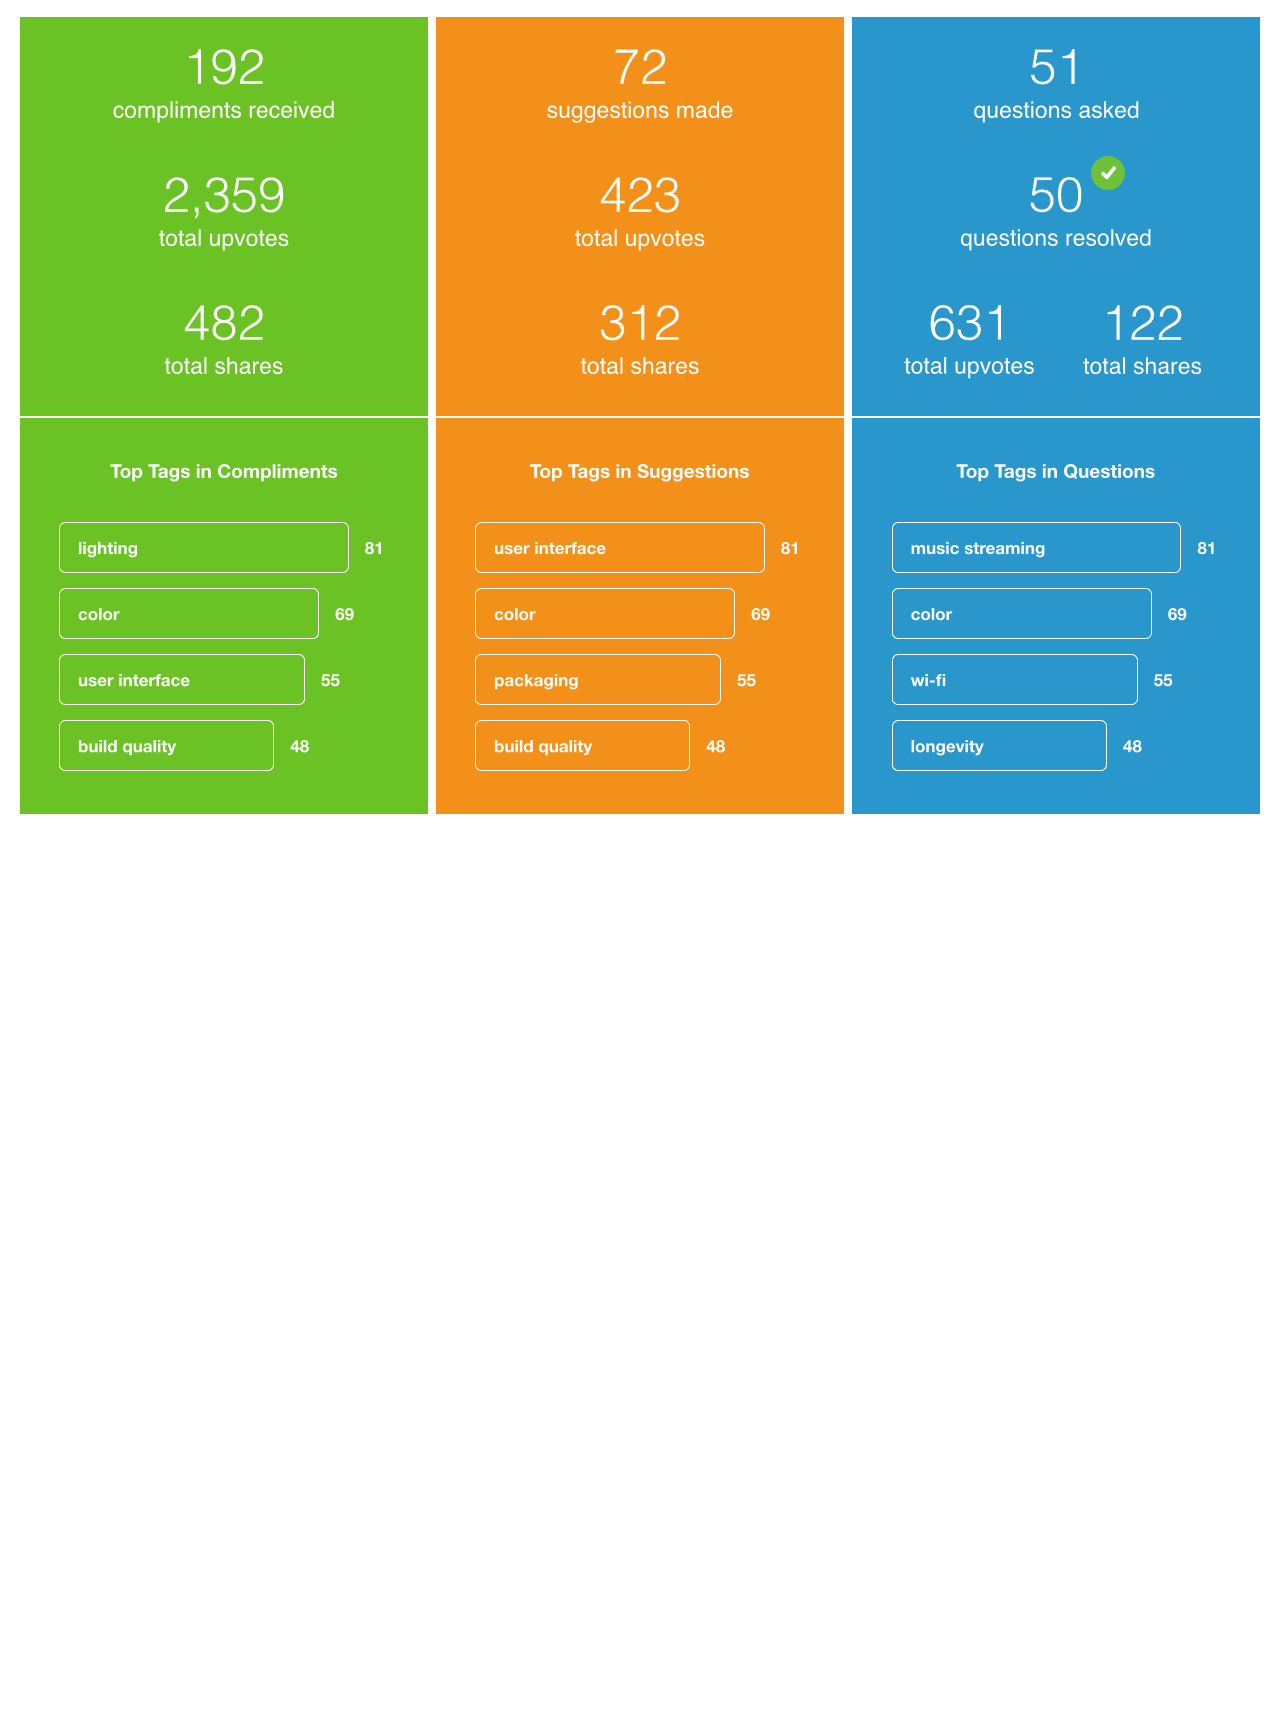 192
compliments received
2,359
total upvotes
482
total shares
Top Tags in Compliments
lighting 81
color 69
user interface 55
build quality 48
72
suggestions made
423
total upvotes
312
total shares
Top Tags in Suggestions
user interface 81
color 69
packaging 55
build quality 48
51
questions asked
50
questions resolved
631 122
total upvotes total shares
Top Tags in Questions
music streaming 81
color 69
wi-fi 55
longevity 48